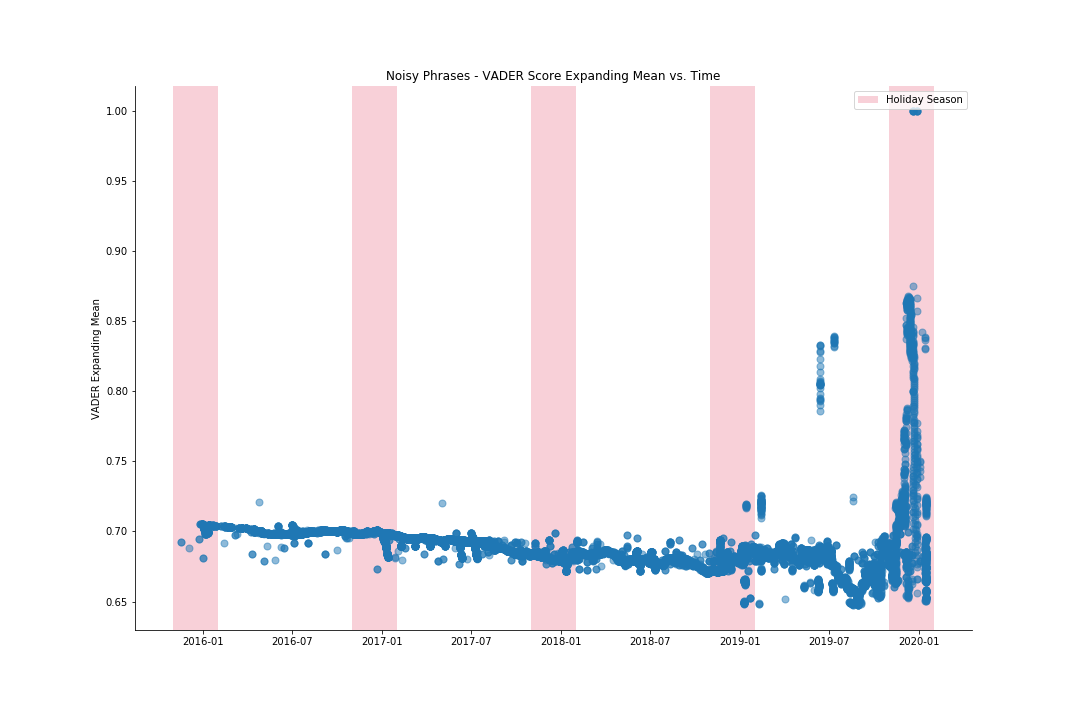 Noisy Phrases - VADER Score Expanding Mean vs. Time
Holiday Season
VADER Expanding Mean
1.00
0.95
0.90
0.85
0.80
0.75
0.70
0.65
2016-01 2016-07 2017-01 2017-07 2018-01 2018-07 2019-01 2019-07 2020-01